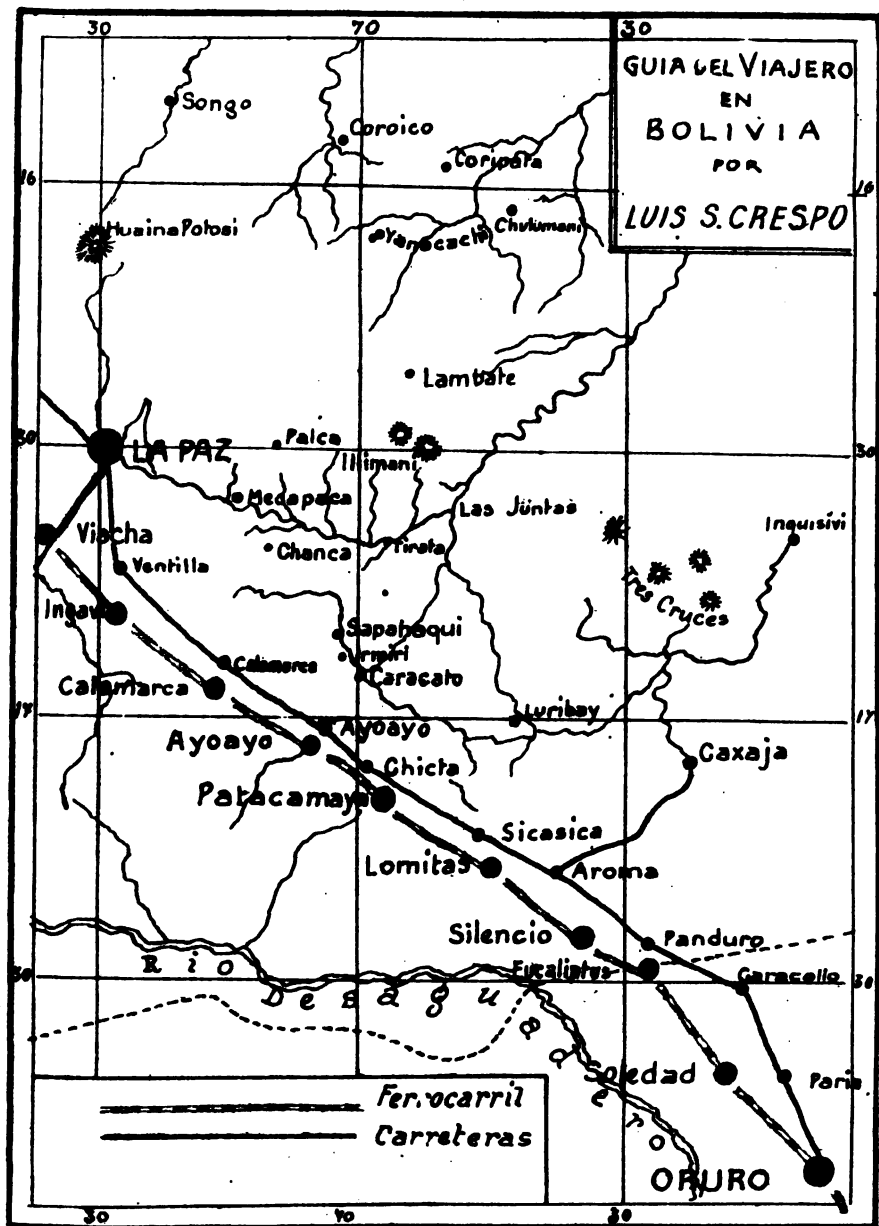 30 70 30
GUIA DEL VIAJERO
EN
BOLIVIA
POR
LUIS S. CRESPO
Songo
Coroico
Coripata
16 16
Huaina Potosi
Yanacachi
Chulumani
Lambate
30 30
LA PAZ
Palca
Illimani
Mecapaca
Las Juntas
Inquisivi
Viacha
Chanca
Tirata
Ventilla
Tres Cruces
Ingavi
Sapahaqui
Urmiri
Calamarca
Caracato
Calamarca
17 17
Luribay
Ayoayo
Ayoayo
Caxaja
Chicta
Patacamaya
Sicasica
Lomitas
Aroma
Silencio
Panduro
Rio Desaguadero
Eucaliptus
Caracollo
30 30
Soledad
Paria
Ferrocarril
Carreteras
ORURO
30 70 30